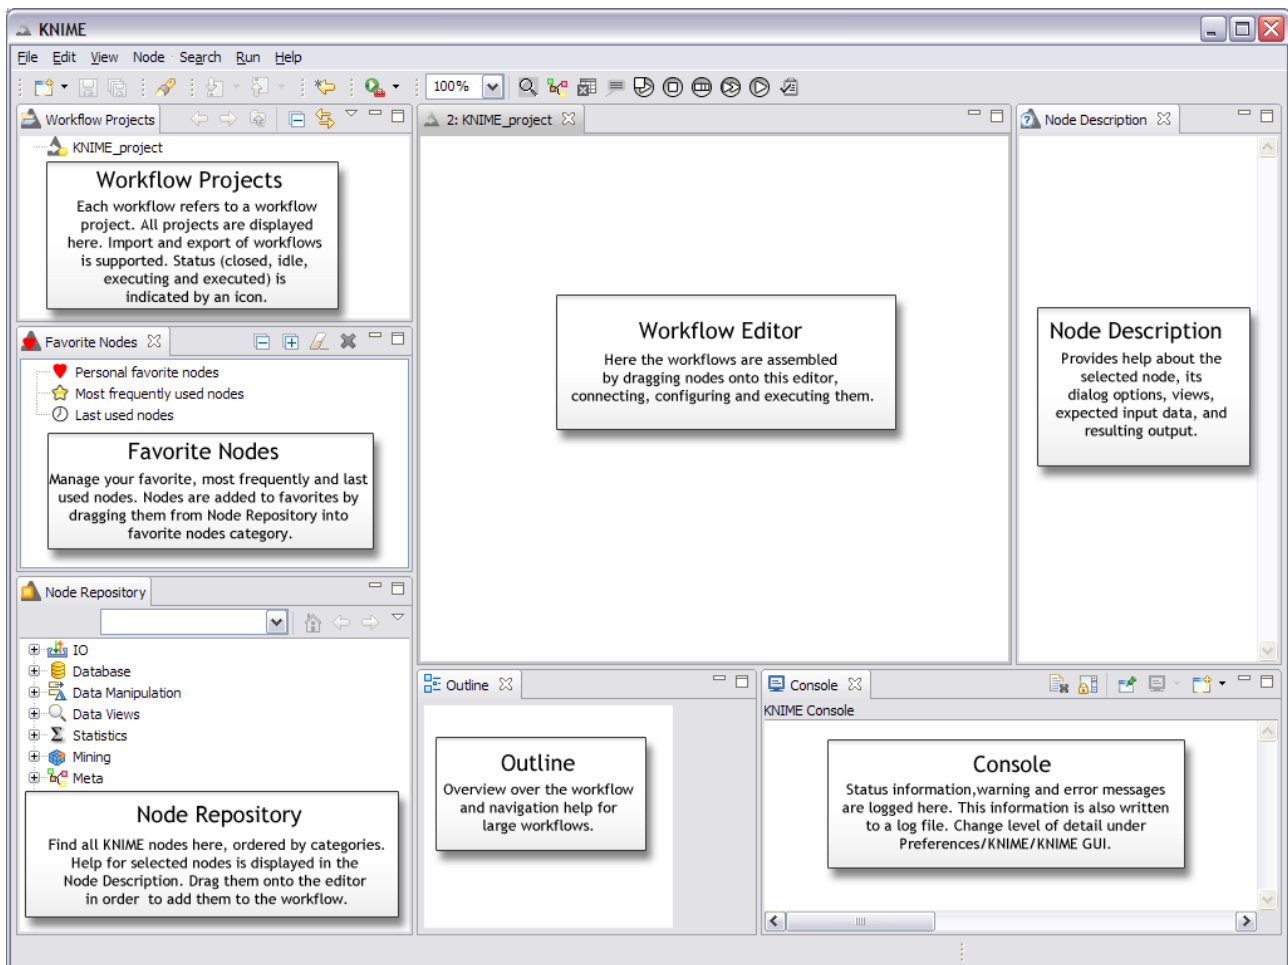 KNIME
File Edit View Node Search Run Help
100%
Workflow Projects
KNIME_project
Workflow Projects
Each workflow refers to a workflow
project. All projects are displayed
here. Import and export of workflows
is supported. Status (closed, idle,
executing and executed) is
indicated by an icon.
Favorite Nodes
Personal favorite nodes
Most frequently used nodes
Last used nodes
Favorite Nodes
Manage your favorite, most frequently and last
used nodes. Nodes are added to favorites by
dragging them from Node Repository into
favorite nodes category.
Node Repository
IO
Database
Data Manipulation
Data Views
Statistics
Mining
Meta
Node Repository
Find all KNIME nodes here, ordered by categories.
Help for selected nodes is displayed in the
Node Description. Drag them onto the editor
in order to add them to the workflow.
2: KNIME_project
Workflow Editor
Here the workflows are assembled
by dragging nodes onto this editor,
connecting, configuring and executing them.
Node Description
Node Description
Provides help about the
selected node, its
dialog options, views,
expected input data, and
resulting output.
Outline
Outline
Overview over the workflow
and navigation help for
large workflows.
Console
KNIME Console
Console
Status information,warning and error messages
are logged here. This information is also written
to a log file. Change level of detail under
Preferences/KNIME/KNIME GUI.